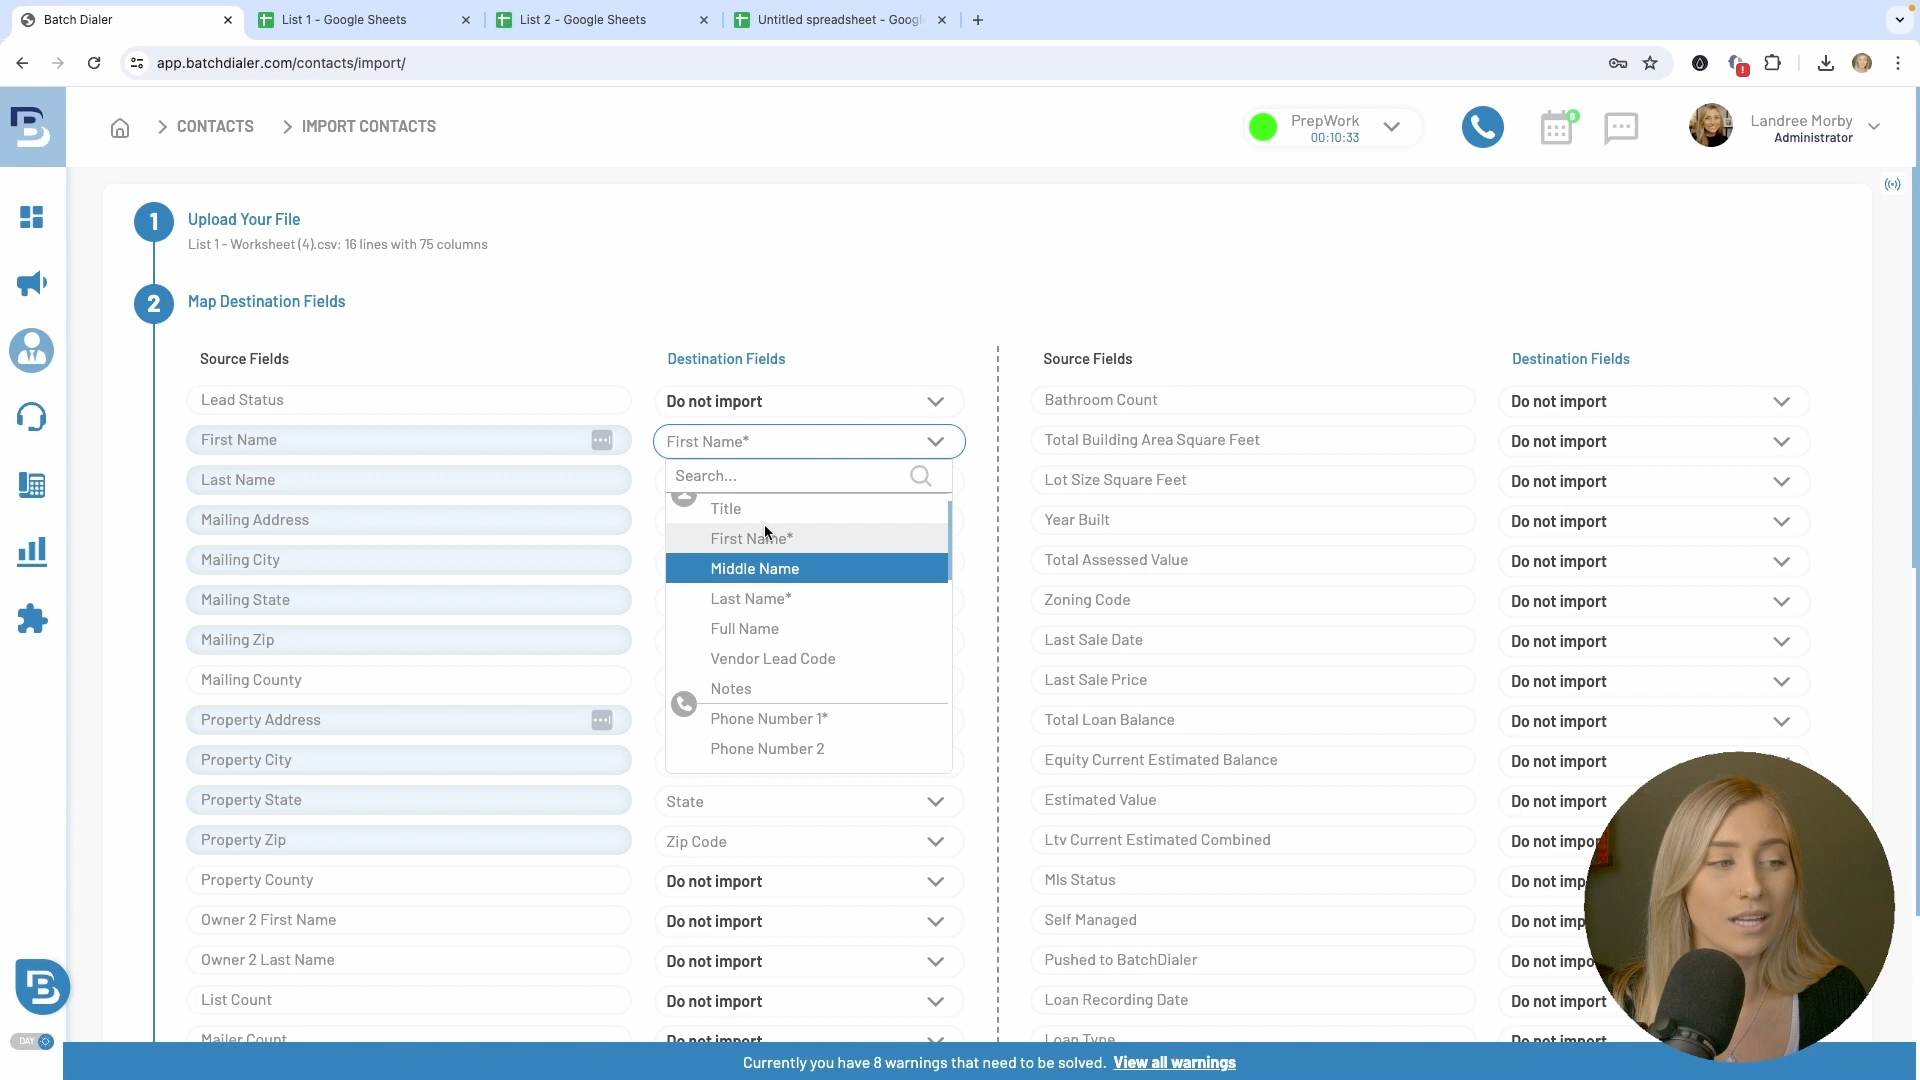 Batch Dialer
List 1 - Google Sheets
List 2 - Google Sheets
Untitled spreadsheet - Googl
app.batchdialer.com/contacts/import/
CONTACTS
IMPORT CONTACTS
PrepWork
00:10:33
8
Landree Morby
Administrator
1
Upload Your File
List 1 - Worksheet (4).csv: 16 lines with 75 columns
2
Map Destination Fields
Source Fields
Destination Fields
Source Fields
Destination Fields
Lead Status
Do not import
Bathroom Count
Do not import
First Name
First Name*
Total Building Area Square Feet
Do not import
Last Name
Search...
Lot Size Square Feet
Do not import
Mailing Address
Title
First Name*
Year Built
Do not import
Mailing City
Middle Name
Total Assessed Value
Do not import
Mailing State
Last Name*
Zoning Code
Do not import
Mailing Zip
Full Name
Last Sale Date
Do not import
Vendor Lead Code
Mailing County
Notes
Last Sale Price
Do not import
Property Address
Phone Number 1*
Total Loan Balance
Do not import
Property City
Phone Number 2
Equity Current Estimated Balance
Do not import
Property State
State
Estimated Value
Do not import
Property Zip
Zip Code
Ltv Current Estimated Combined
Do not impo
Property County
Do not import
Mls Status
Do not imp
Owner 2 First Name
Do not import
Self Managed
Do not imp
Owner 2 Last Name
Do not import
Pushed to BatchDialer
Do not imp
List Count
Do not import
Loan Recording Date
Do not imp
Mailer Count
Do not import
Loan Type
Do not import
DAY
Currently you have 8 warnings that need to be solved. View all warnings